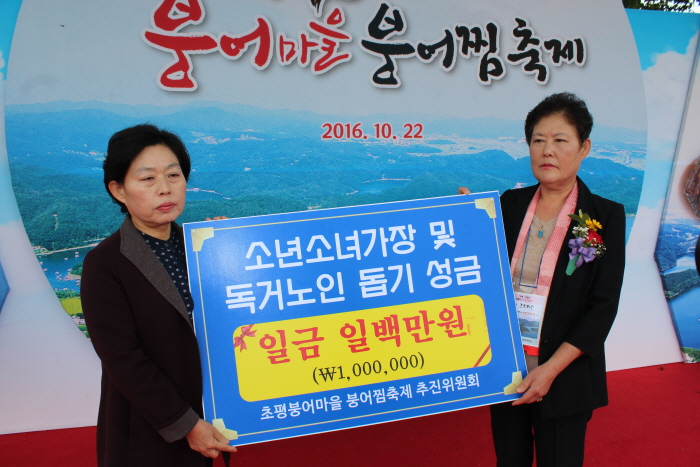 붕어마을 붕어찜축제
2016. 10. 22
소년소녀가장 및
독거노인 돕기 성금
일금 일백만원
(₩1,000,000)
초평붕어마을 붕어찜축제 추진위원회